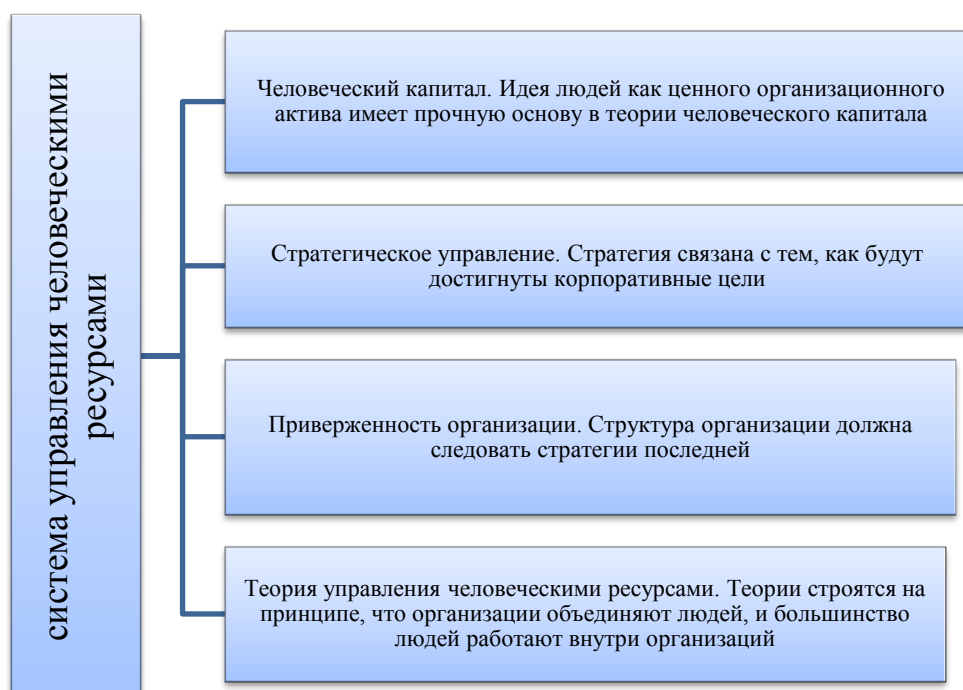 система управления человеческими
ресурсами
Человеческий капитал. Идея людей как ценного организационного
актива имеет прочную основу в теории человеческого капитала
Стратегическое управление. Стратегия связана с тем, как будут
достигнуты корпоративные цели
Приверженность организации. Структура организации должна
следовать стратегии последней
Теория управления человеческими ресурсами. Теории строятся на
принципе, что организации объединяют людей, и большинство
людей работают внутри организаций